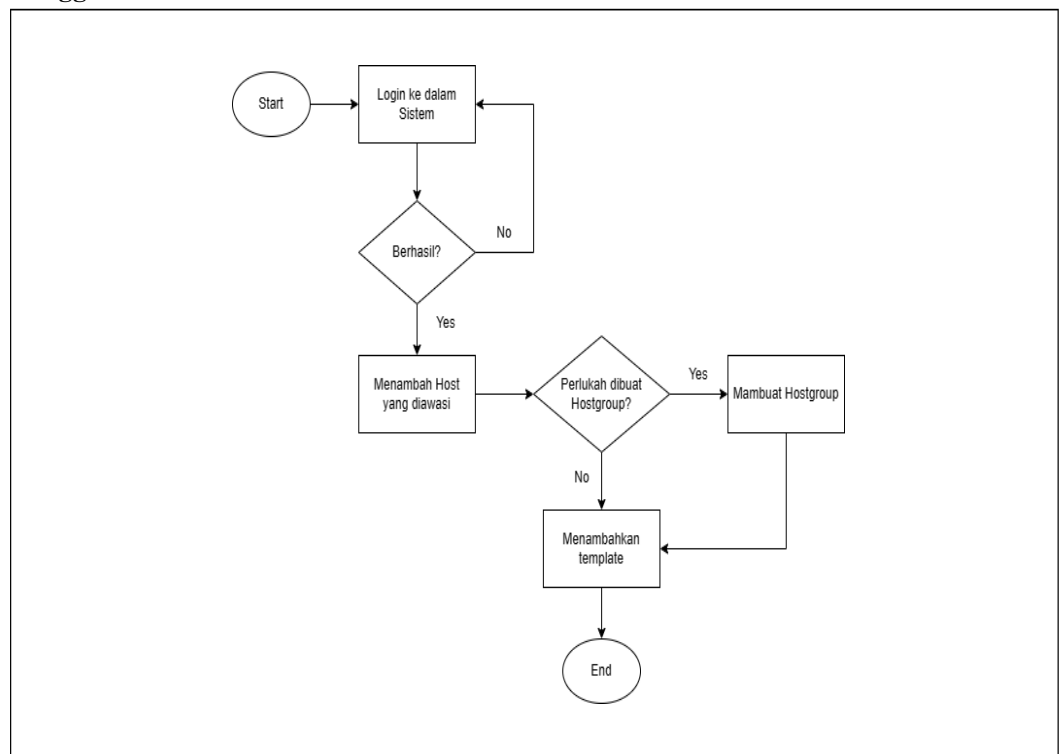 Start
Login ke dalam
Sistem
No
Berhasil?
Yes
Menambah Host
yang diawasi
Perlukah dibuat
Hostgroup?
Yes
Mambuat Hostgroup
No
Menambahkan
template
End